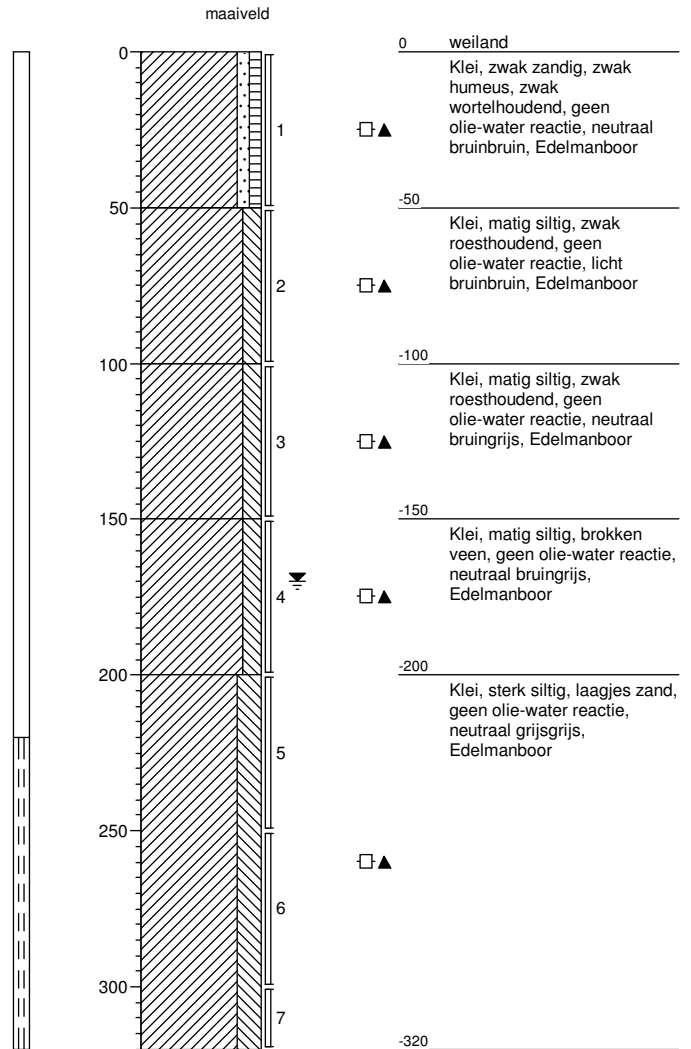 maaiveld
0
50
100
150
200
250
300
1
2
3
4
5
6
7
0 weiland
Klei, zwak zandig, zwak
humeus, zwak
wortelhoudend, geen
olie-water reactie, neutraal
bruinbruin, Edelmanboor
-50
Klei, matig siltig, zwak
roesthoudend, geen
olie-water reactie, licht
bruinbruin, Edelmanboor
-100
Klei, matig siltig, zwak
roesthoudend, geen
olie-water reactie, neutraal
bruingrijs, Edelmanboor
-150
Klei, matig siltig, brokken
veen, geen olie-water reactie,
neutraal bruingrijs,
Edelmanboor
-200
Klei, sterk siltig, laagjes zand,
geen olie-water reactie,
neutraal grijsgrijs,
Edelmanboor
-320